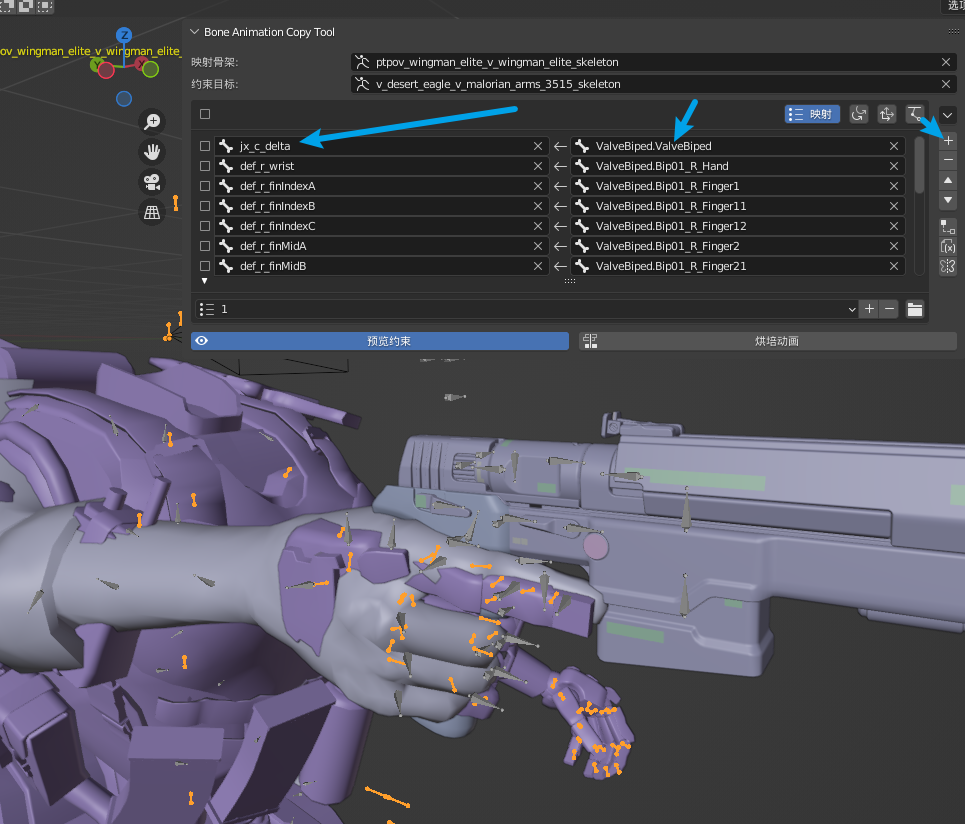 选项
Bone Animation Copy Tool
Z
ov_wingman_elite_v_wingman_elite_
映射骨架:
ptpov_wingman_elite_v_wingman_elite_skeleton
约束目标:
v_desert_eagle_v_malorian_arms_3515_skeleton
映射
jx_c_delta
ValveBiped.ValveBiped
def_r_wrist
ValveBiped.Bip01_R_Hand
def_r_finIndexA
ValveBiped.Bip01_R_Finger1
def_r_finIndexB
ValveBiped.Bip01_R_Finger11
def_r_finIndexC
ValveBiped.Bip01_R_Finger12
def_r_finMidA
ValveBiped.Bip01_R_Finger2
def_r_finMidB
ValveBiped.Bip01_R_Finger21
1
预览约束
烘培动画